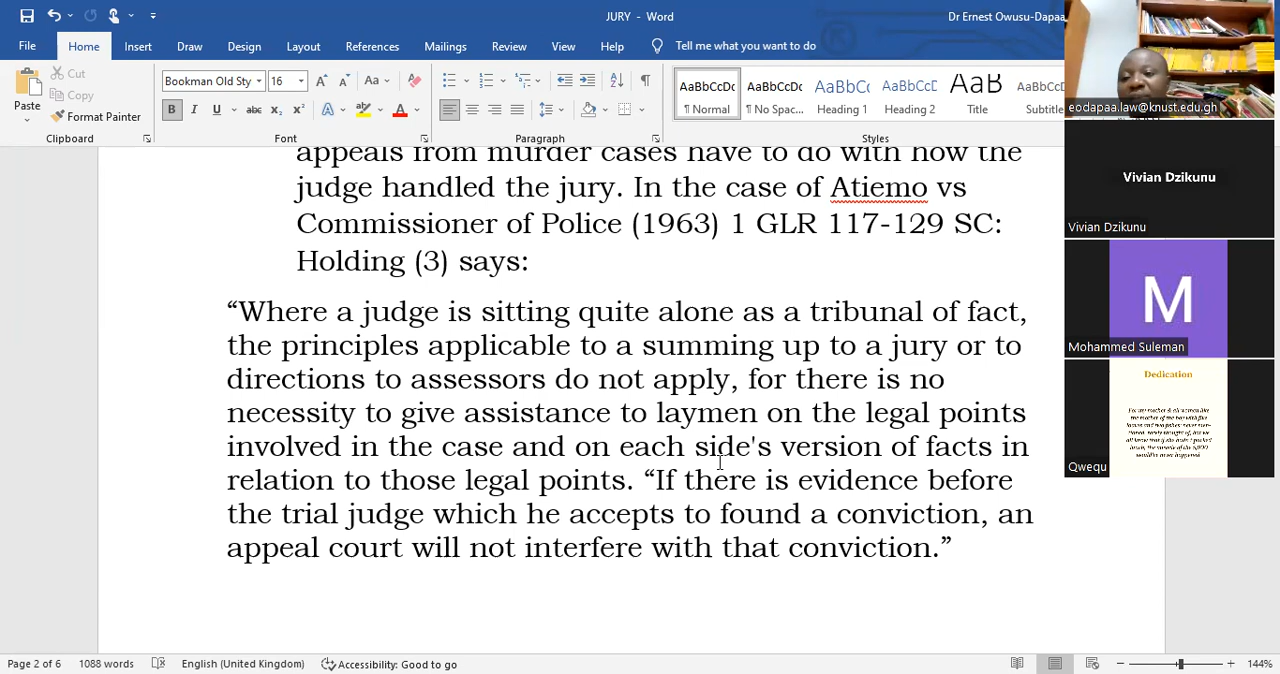 JURY - Word
Dr Ernest Owusu-Dapaa
File Home Insert Draw Design Layout References Mailings Review View Help Tell me what you want to do
Paste
Cut
Copy
Format Painter
Clipboard
Bookman Old Sty 16
Font
Paragraph
AaBbCcDc
¶ Normal
AaBbCcDc
¶ No Spac...
AaBbCc
Heading 1
AaBbCcD
Heading 2
AaB
Title
AaBbCcD
Subtitle
Styles
appeals from murder cases have to do with how the
judge handled the jury. In the case of Atiemo vs
Commissioner of Police (1963) 1 GLR 117-129 SC:
Holding (3) says:
“Where a judge is sitting quite alone as a tribunal of fact,
the principles applicable to a summing up to a jury or to
directions to assessors do not apply, for there is no
necessity to give assistance to laymen on the legal points
involved in the case and on each side's version of facts in
relation to those legal points. “If there is evidence before
the trial judge which he accepts to found a conviction, an
appeal court will not interfere with that conviction.”
eodapaa.law@knust.edu.gh
Vivian Dzikunu
Vivian Dzikunu
M
Mohammed Suleman
Dedication
Qwequ
Page 2 of 6 1088 words English (United Kingdom) Accessibility: Good to go 144%